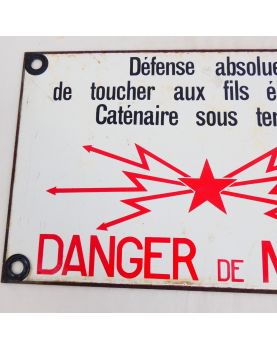 Défense absolue
de toucher aux fils é
Caténaire sous te
DANGER DE